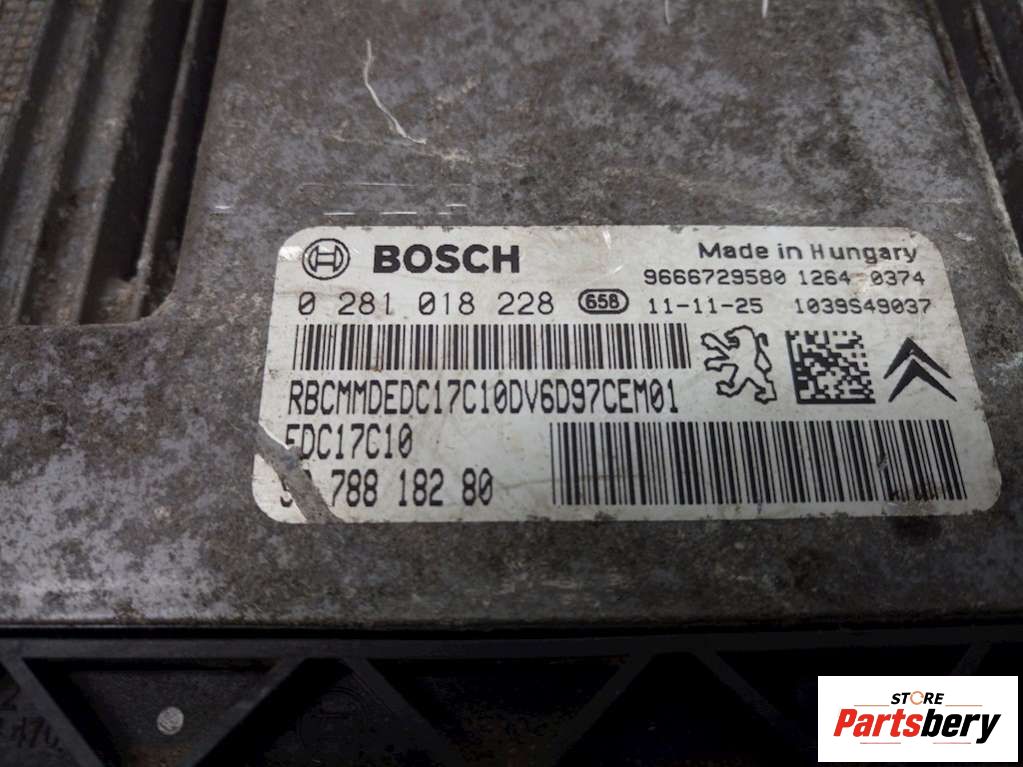 BOSCH
Made in Hungary
9666729580 1264 0374
0 281 018 228 658 11-11-25 1039S49037
RBCMMDEDC17C10DV6D97CEM01
EDC17C10
788 182 80
STORE
Partsbery